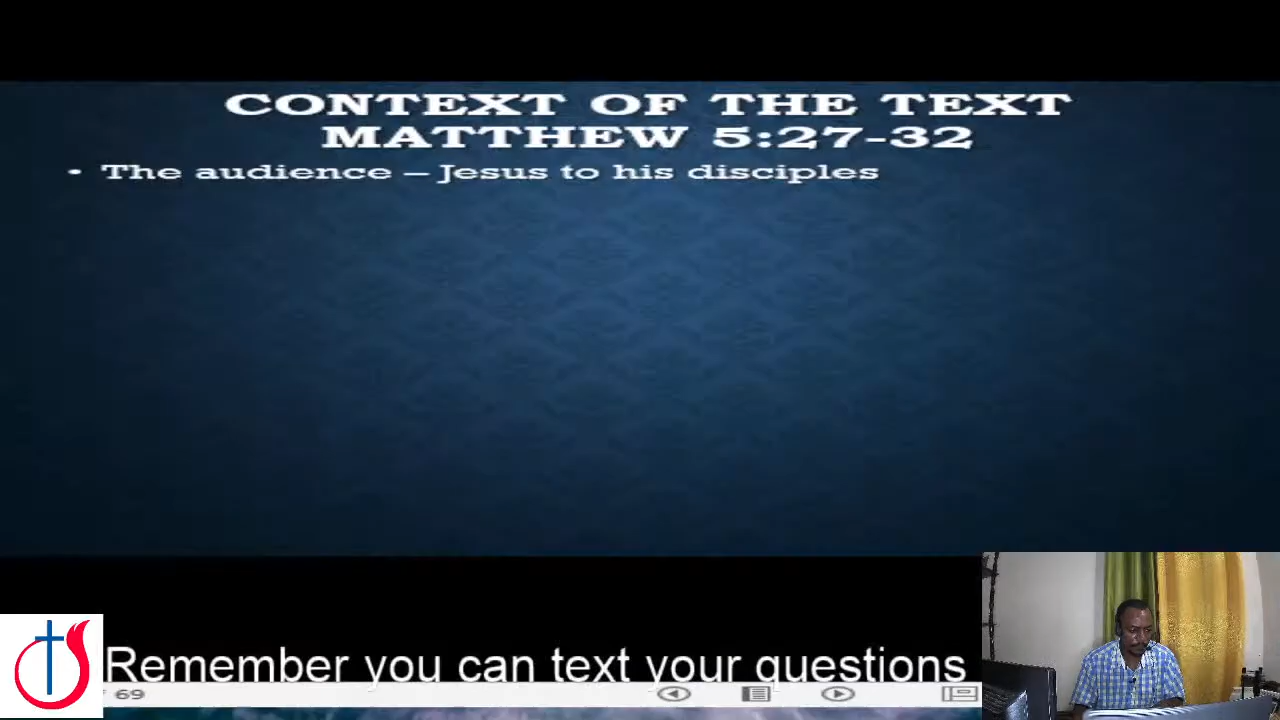 CONTEXT OF THE TEXT
MATTHEW 5:27-32
• The audience – Jesus to his disciples
Remember you can text your questions
69